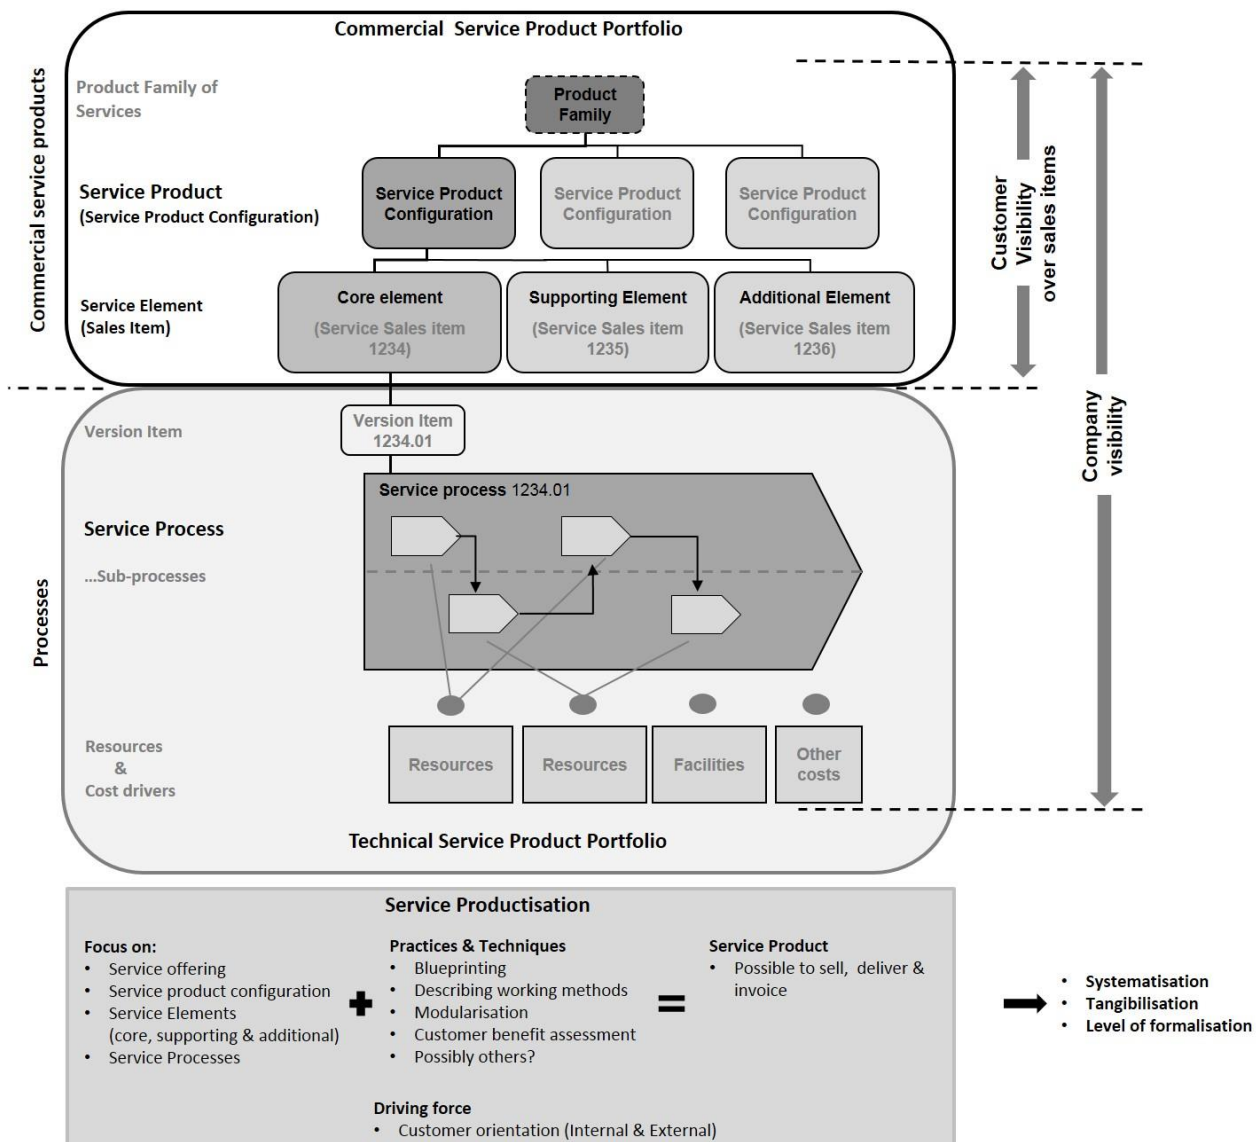 Commercial Service Product Portfolio
Commercial service products
Product Family of
Services
Product
Family
Service Product
(Service Product Configuration)
Service Product
Configuration
Service Product
Configuration
Service Product
Configuration
Service Element
(Sales Item)
Core element
(Service Sales item
1234)
Supporting Element
(Service Sales item
1235)
Additional Element
(Service Sales item
1236)
Customer
Visibility
over sales items
Company
visibility
Processes
Version Item
Version Item
1234.01
Service process 1234.01
Service Process
...Sub-processes
Resources
&
Cost drivers
Resources
Resources
Facilities
Other
costs
Technical Service Product Portfolio
Service Productisation
Focus on:
• Service offering
• Service product configuration
• Service Elements
(core, supporting & additional)
• Service Processes
+
Practices & Techniques
• Blueprinting
• Describing working methods
• Modularisation
• Customer benefit assessment
• Possibly others?
=
Service Product
• Possible to sell, deliver &
invoice
• Systematisation
• Tangibilisation
• Level of formalisation
Driving force
• Customer orientation (Internal & External)